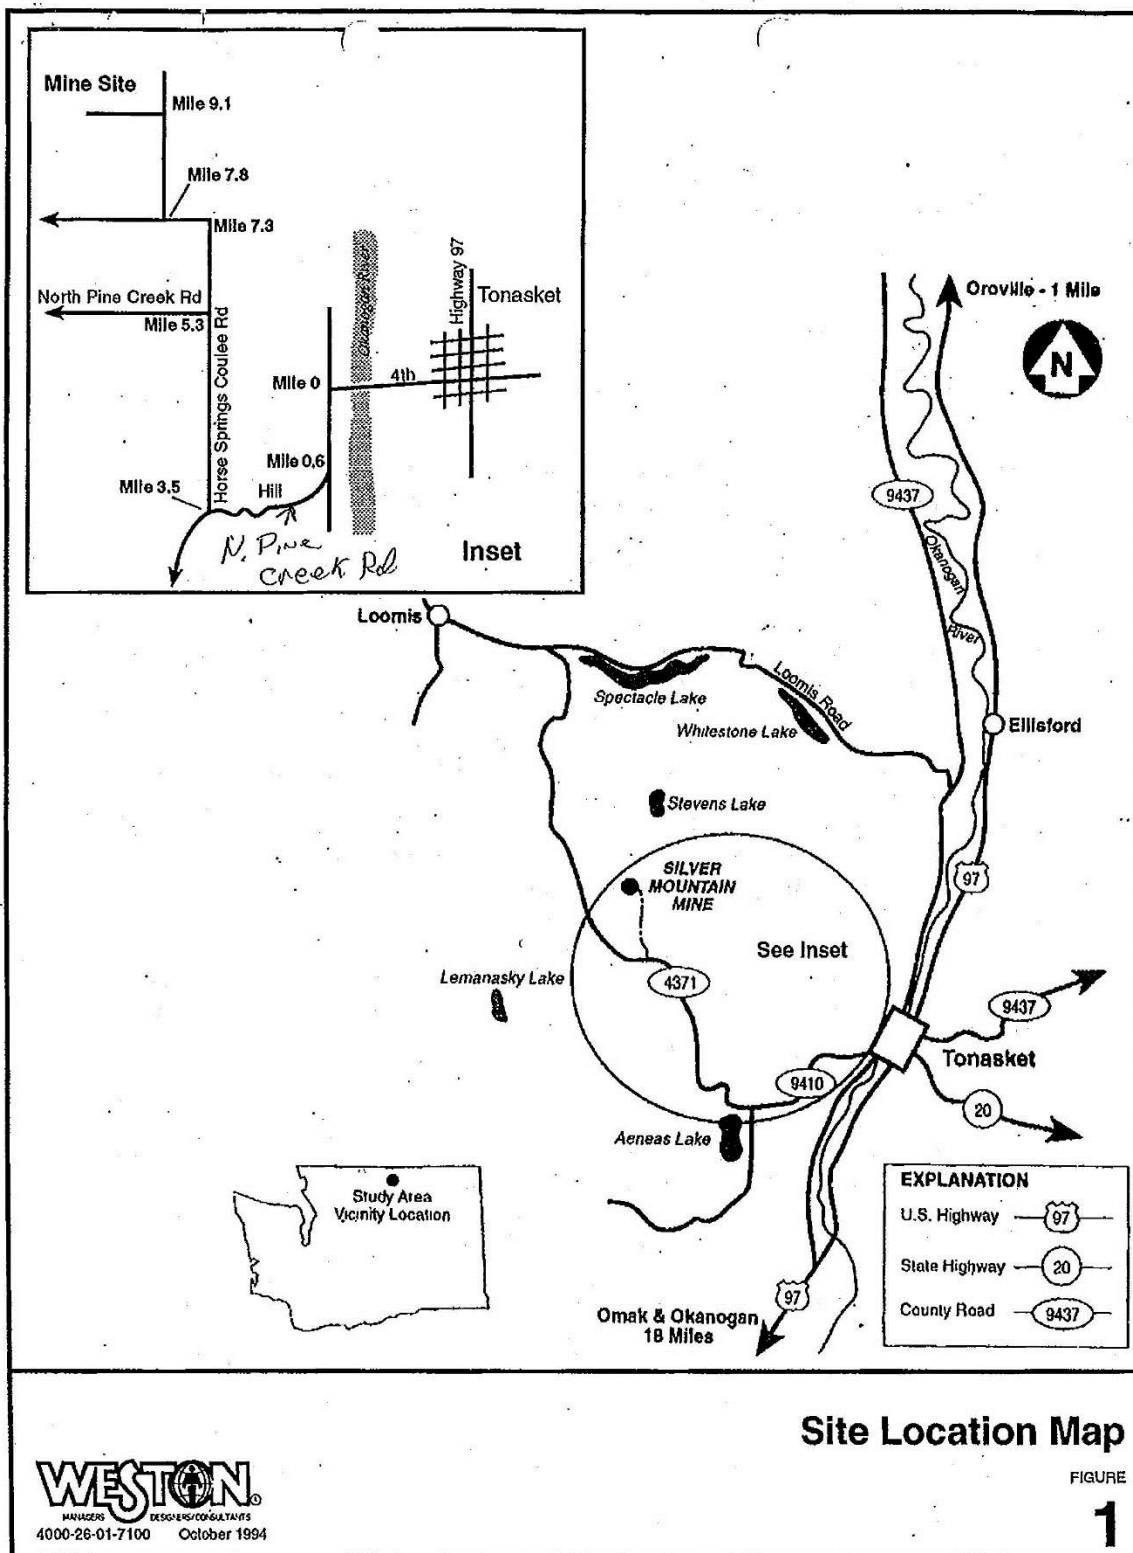 Mine Site
Mile 9.1
Mile 7.8
Mile 7.3
North Pine Creek Rd
Mile 5.3
Horse Springs Coulee Rd
Okanogan River
Highway 97
Tonasket
Mile 0
4th
Mile 0.6
Mile 3.5
Hill
N. Pine
Creek Rd
Inset
Oroville - 1 Mile
N
9437
Okanogan
River
Loomis
Spectacle Lake
Loomis Road
Whitestone Lake
Ellisford
Stevens Lake
97
SILVER
MOUNTAIN
MINE
See Inset
Lemanasky Lake
4371
9437
Tonasket
9410
20
Aeneas Lake
Study Area
Vicinity Location
97
Omak & Okanogan
18 Miles
EXPLANATION
U.S. Highway 97
State Highway 20
County Road 9437
Site Location Map
FIGURE
1
WESTON
MANAGERS DESIGNERS/CONSULTANTS
4000-26-01-7100 October 1994